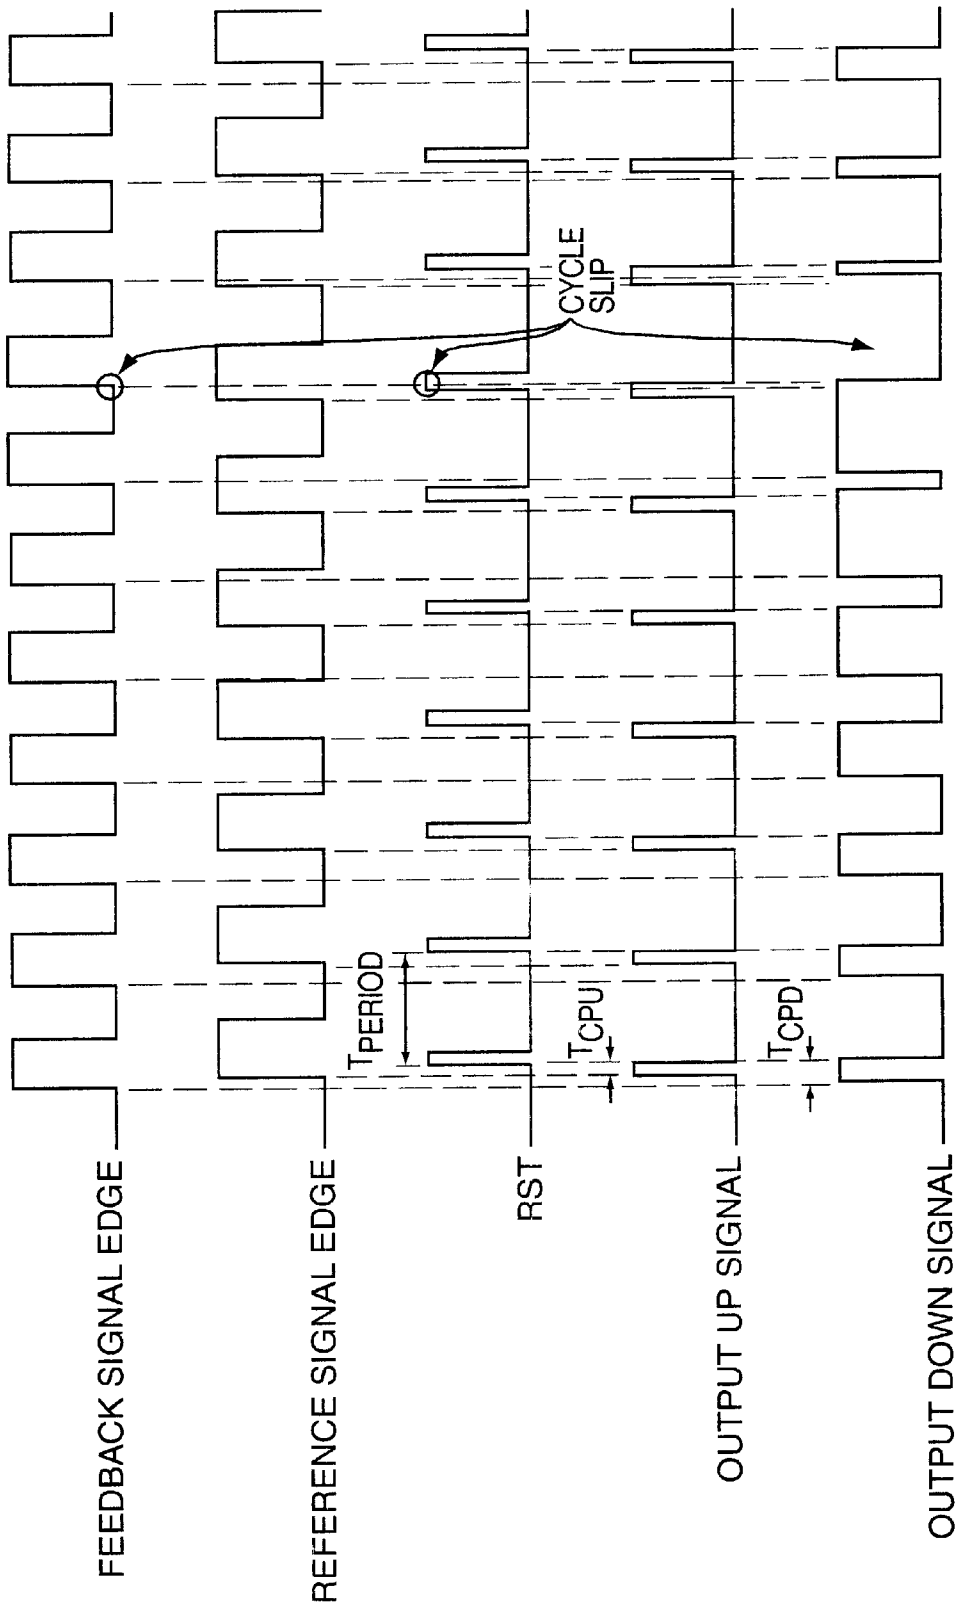 FEEDBACK SIGNAL EDGE
REFERENCE SIGNAL EDGE
TPERIOD
RST
TCPU
OUTPUT UP SIGNAL
TCPD
OUTPUT DOWN SIGNAL
CYCLE
SLIP